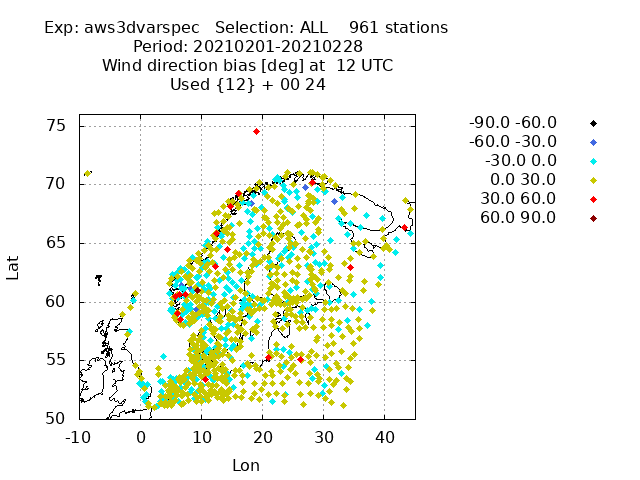 Exp: aws3dvarspec   Selection: ALL    961 stations
Period: 20210201-20210228
Wind direction bias [deg] at  12 UTC
Used {12} + 00 24
-90.0 -60.0
-60.0 -30.0
-30.0 0.0
0.0 30.0
30.0 60.0
60.0 90.0
75
70
65
60
55
50
Lat
-10 0 10 20 30 40
Lon